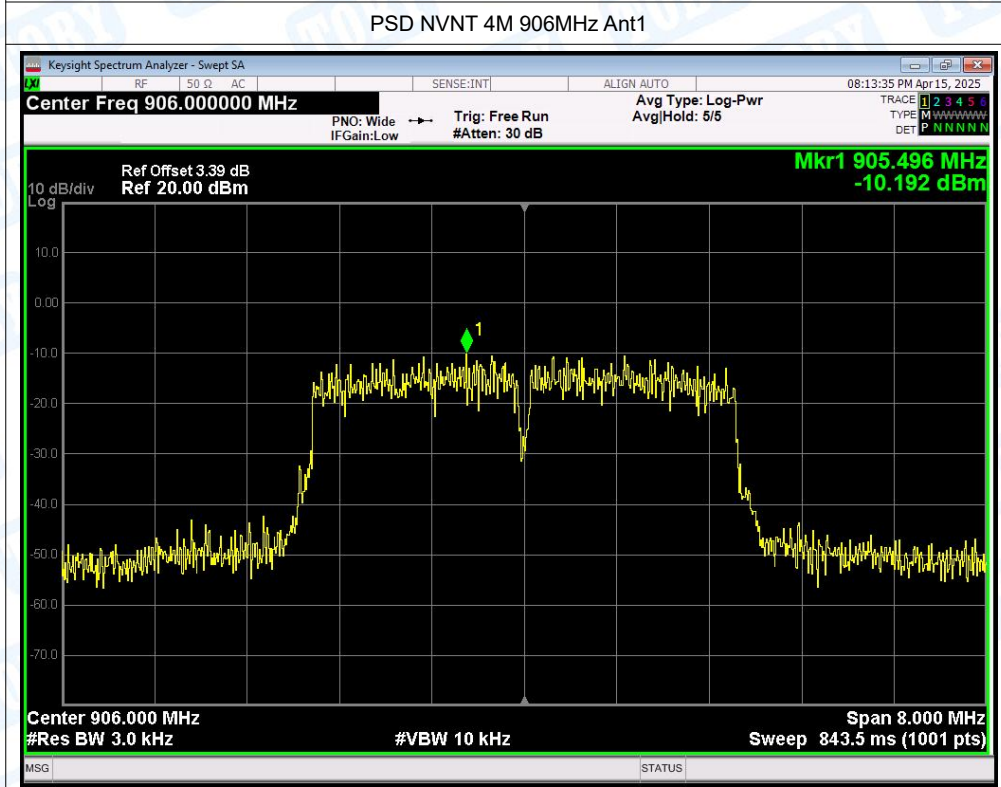 PSD NVNT 4M 906MHz Ant1
Keysight Spectrum Analyzer - Swept SA
LXI RF 50 Ω AC SENSE:INT ALIGN AUTO 08:13:35 PM Apr 15, 2025
Center Freq 906.000000 MHz
PNO: Wide
IFGain:Low
Trig: Free Run
#Atten: 30 dB
Avg Type: Log-Pwr
Avg|Hold: 5/5
TRACE 1 2 3 4 5 6
TYPE M W W W W W
DET P N N N N N
Mkr1 905.496 MHz
-10.192 dBm
Ref Offset 3.39 dB
10 dB/div Ref 20.00 dBm
Log
10.0
0.00
1
-10.0
-20.0
-30.0
-40.0
-50.0
-60.0
-70.0
Center 906.000 MHz Span 8.000 MHz
#Res BW 3.0 kHz #VBW 10 kHz Sweep 843.5 ms (1001 pts)
MSG STATUS